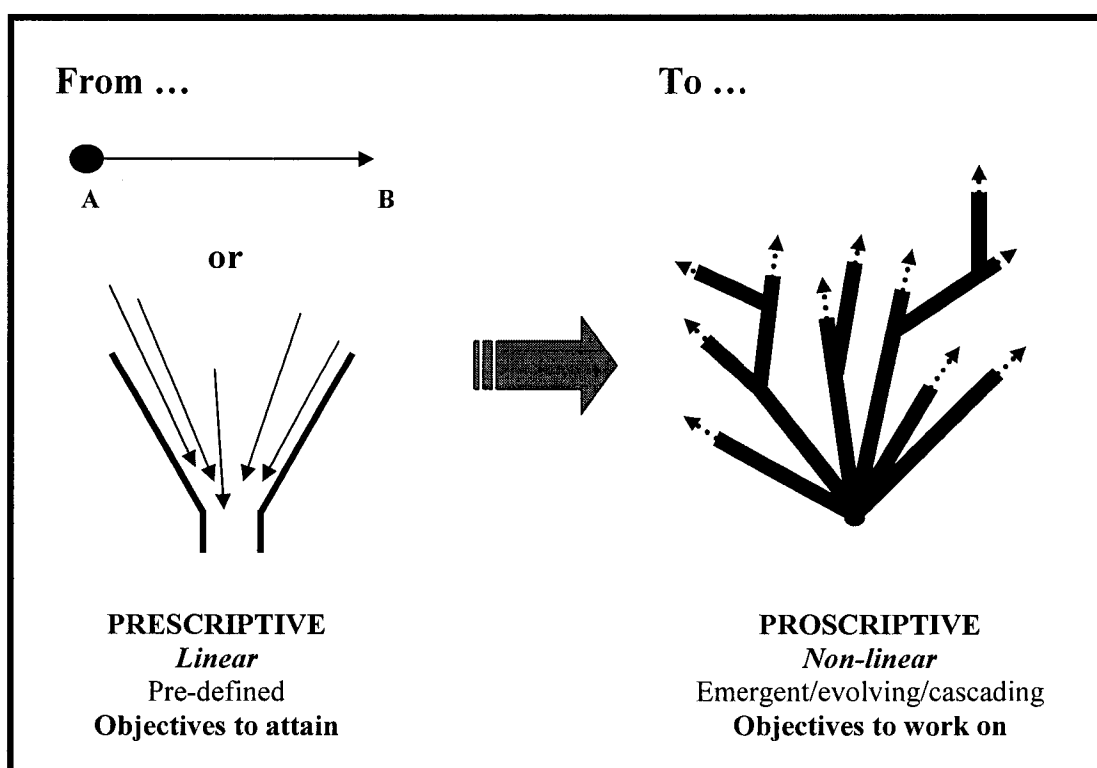 From ...
To ...
A
B
or
PRESCRIPTIVE
Linear
Pre-defined
Objectives to attain
PROSCRIPTIVE
Non-linear
Emergent/evolving/cascading
Objectives to work on